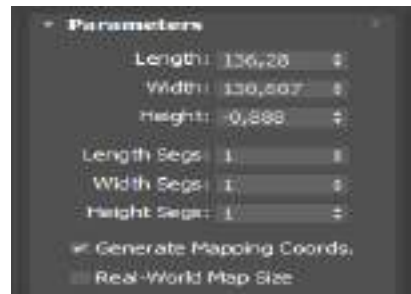 Parameters
Length: 136,28
Width: 130,607
Height: -0,888
Length Segs: 1
Width Segs: 1
Height Segs: 1
Generate Mapping Coords.
Real-World Map Size